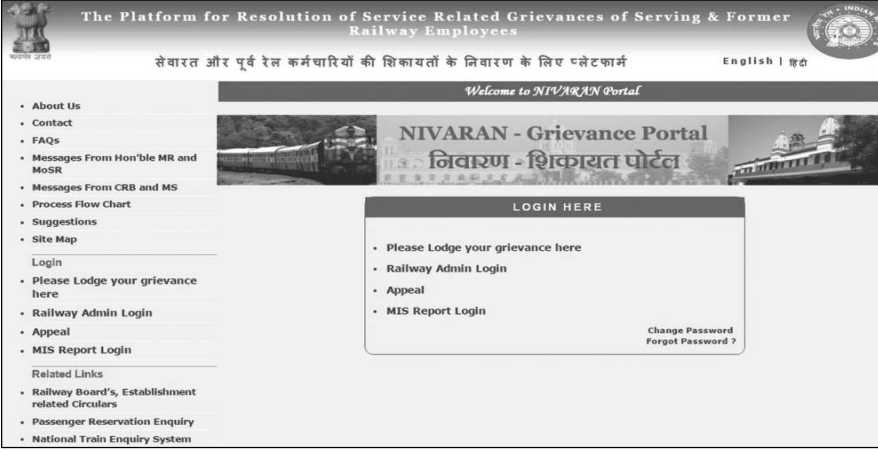 The Platform for Resolution of Service Related Grievances of Serving & Former
Railway Employees
सत्यमेव जयते
सेवारत और पूर्व रेल कर्मचारियों की शिकायतों के निवारण के लिए प्लेटफार्म
English | हिंदी
Welcome to NIVARAN Portal
• About Us
• Contact
• FAQs
• Messages From Hon'ble MR and
MoSR
• Messages From CRB and MS
• Process Flow Chart
• Suggestions
• Site Map
Login
• Please Lodge your grievance
here
• Railway Admin Login
• Appeal
• MIS Report Login
Related Links
• Railway Board's, Establishment
related Circulars
• Passenger Reservation Enquiry
• National Train Enquiry System
NIVARAN - Grievance Portal
निवारण - शिकायत पोर्टल
LOGIN HERE
• Please Lodge your grievance here
• Railway Admin Login
• Appeal
• MIS Report Login
Change Password
Forgot Password ?